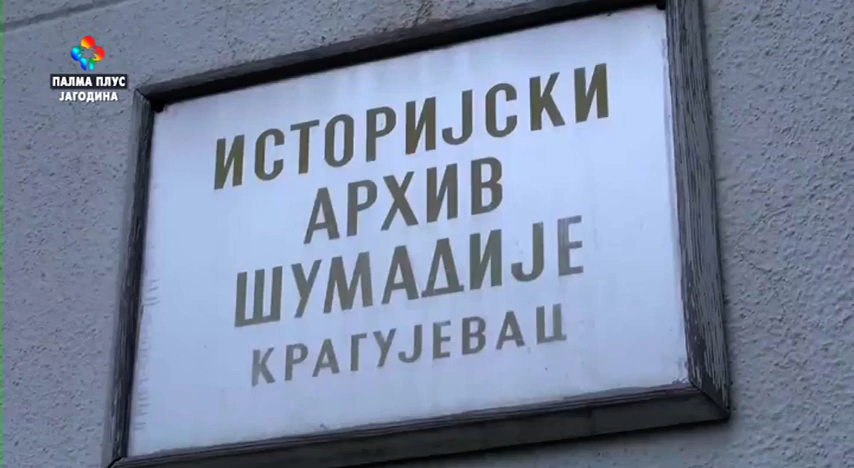 ПАЛМА ПЛУС
ЈАГОДИНА
ИСТОРИЈСКИ
АРХИВ
ШУМАДИЈЕ
КРАГУЈЕВАЦ